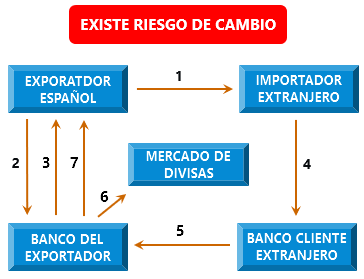 EXISTE RIESGO DE CAMBIO
EXPORATDOR
ESPAÑOL
1
IMPORTADOR
EXTRANJERO
2
3
7
MERCADO DE
DIVISAS
4
6
BANCO DEL
EXPORTADOR
5
BANCO CLIENTE
EXTRANJERO